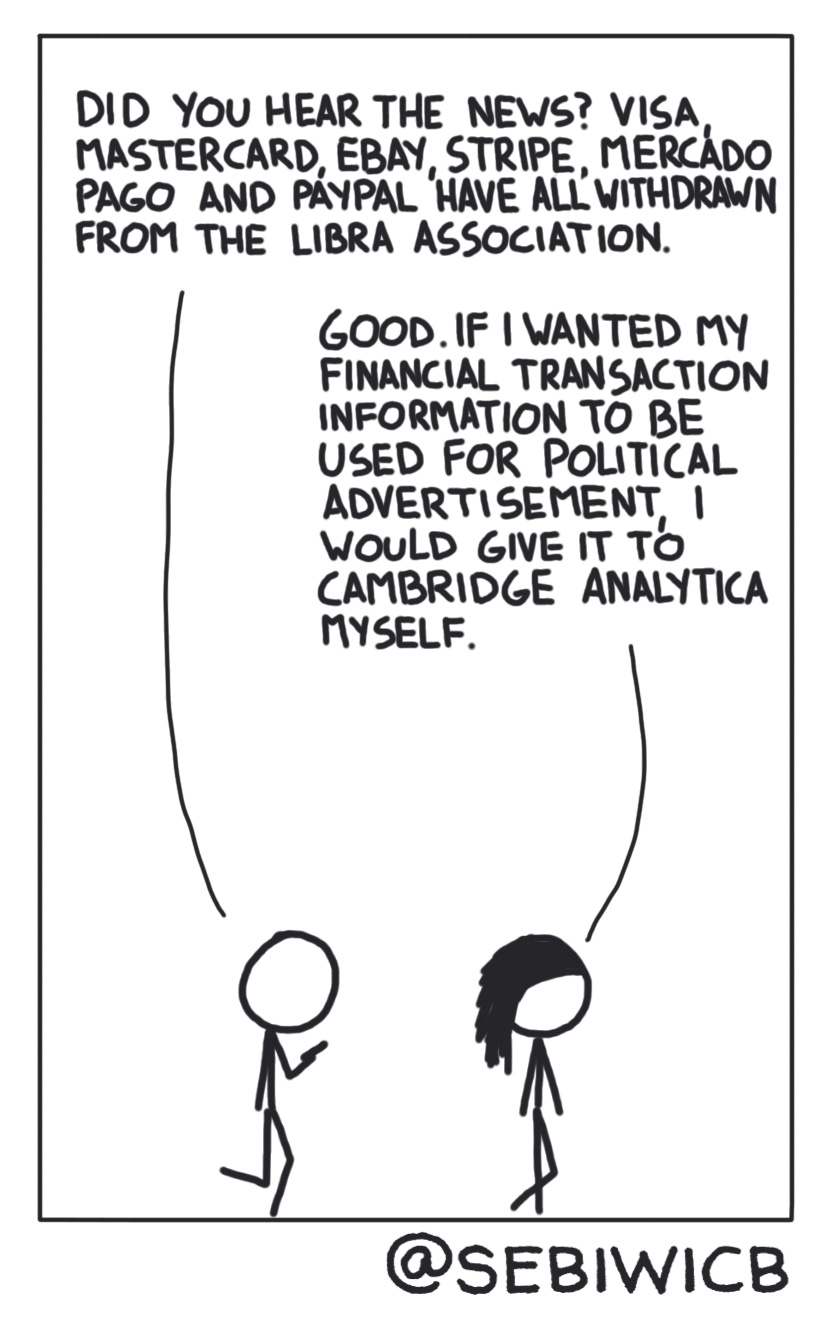 DID YOU HEAR THE NEWS? VISA,
MASTERCARD, EBAY, STRIPE, MERCADO
PAGO AND PAYPAL HAVE ALL WITHDRAWN
FROM THE LIBRA ASSOCIATION.
GOOD. IF I WANTED MY
FINANCIAL TRANSACTION
INFORMATION TO BE
USED FOR POLITICAL
ADVERTISEMENT, I
WOULD GIVE IT TO
CAMBRIDGE ANALYTICA
MYSELF.
@SEBIWICB